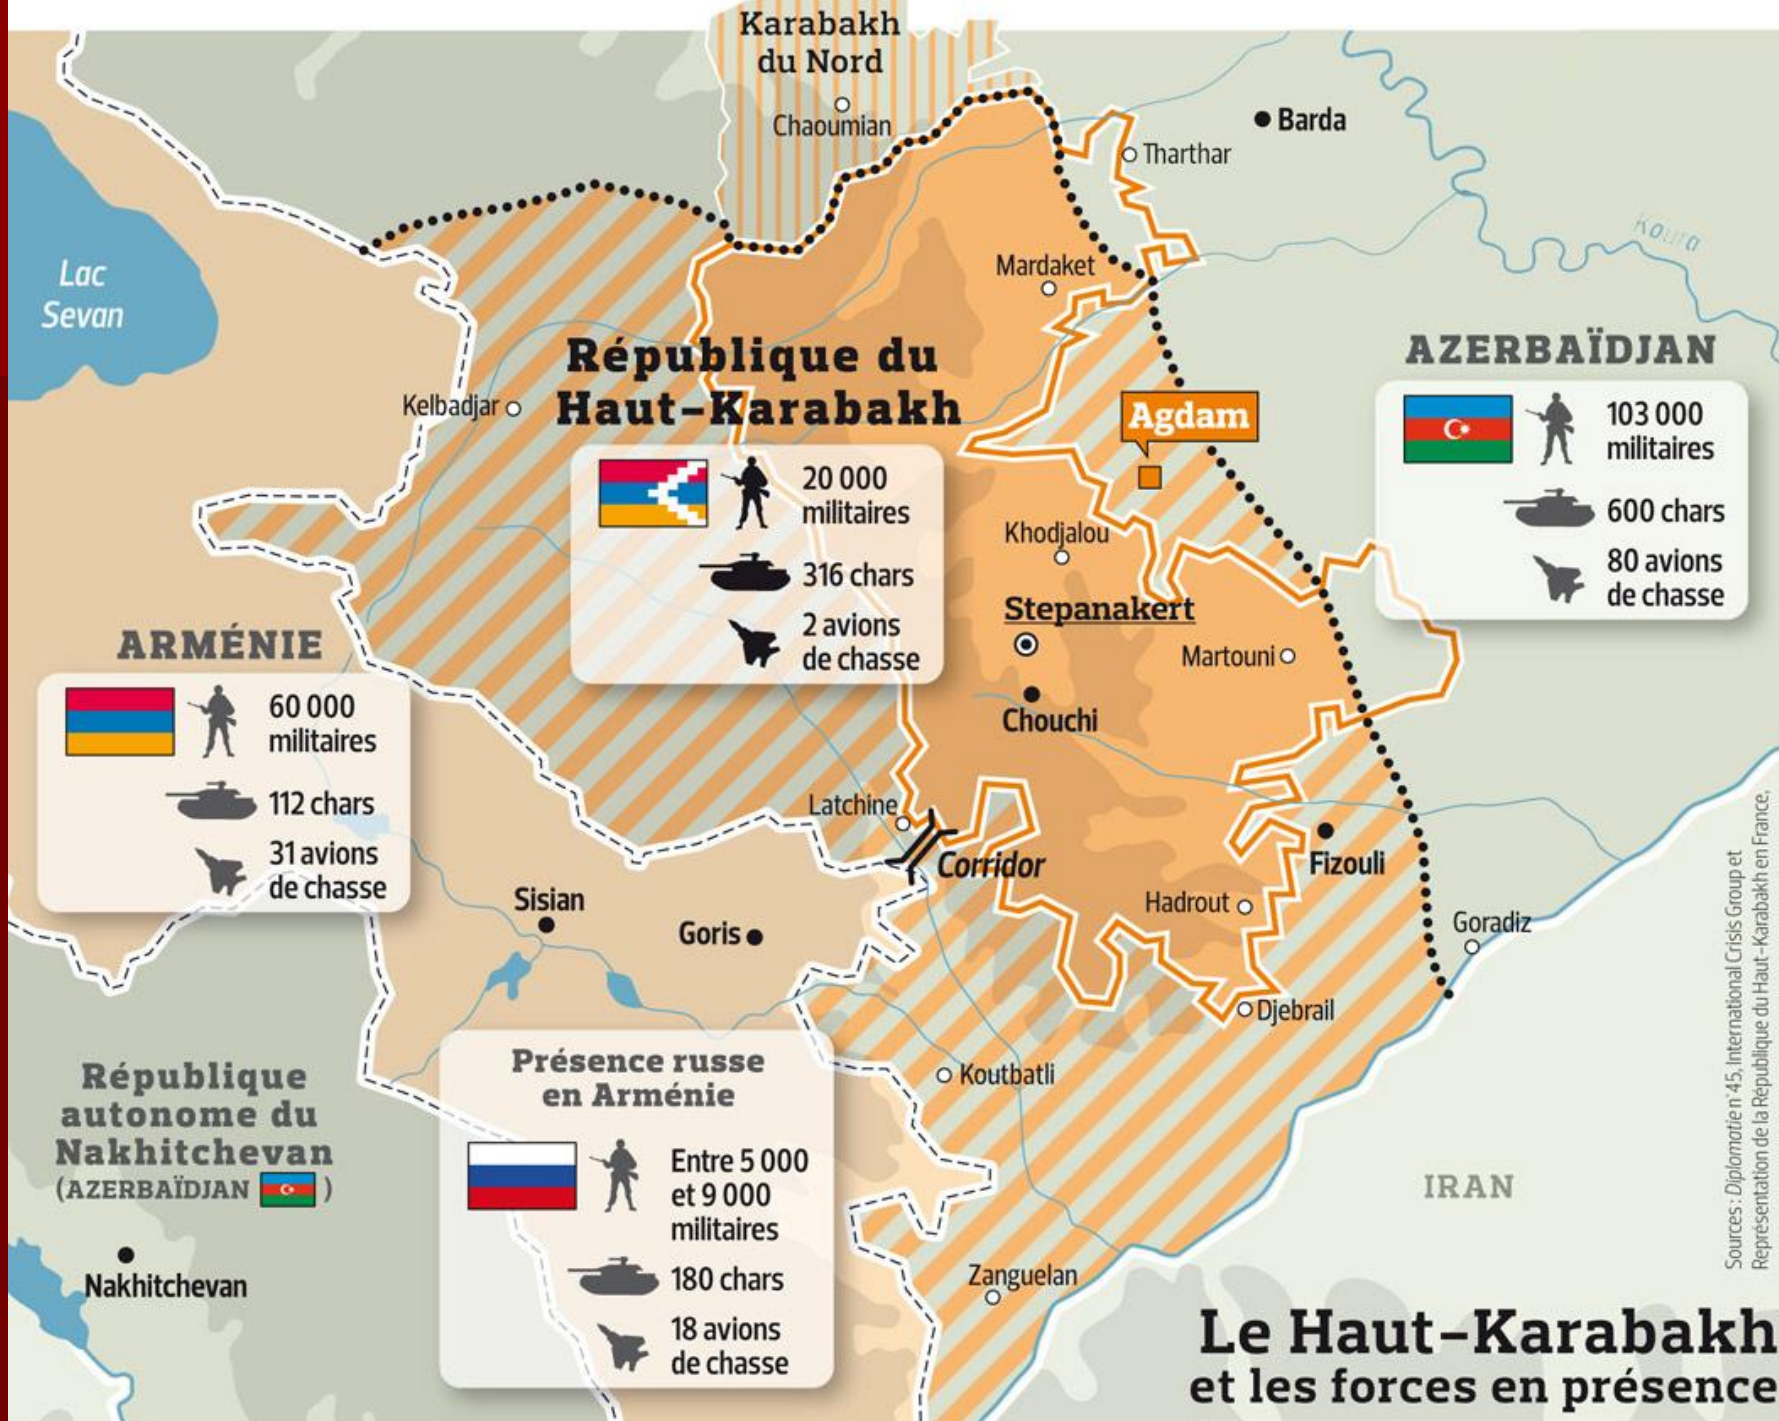 Karabakh
du Nord
Chaoumian
Barda
Tharthar
Koura
Lac
Sevan
Mardaket
République du
Haut-Karabakh
Kelbadjar
20 000
militaires
316 chars
2 avions
de chasse
Agdam
AZERBAÏDJAN
103 000
militaires
600 chars
80 avions
de chasse
Khodjalou
Stepanakert
Martouni
Chouchi
ARMÉNIE
60 000
militaires
112 chars
31 avions
de chasse
Latchine
Corridor
Fizouli
Hadrout
Goradiz
Sisian
Goris
Djebrail
Koutbatli
République
autonome du
Nakhitchevan
(AZERBAÏDJAN )
Nakhitchevan
Présence russe
en Arménie
Entre 5 000
et 9 000
militaires
180 chars
18 avions
de chasse
IRAN
Zanguelan
Le Haut-Karabakh
et les forces en présence
Sources : Diplomatie n°45, International Crisis Group et
Représentation de la République du Haut-Karabakh en France,